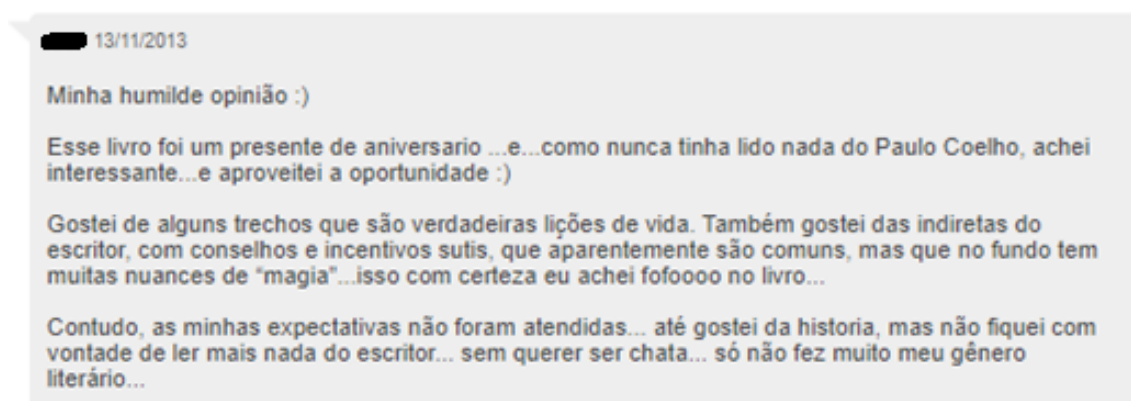 13/11/2013
Minha humilde opinião :)
Esse livro foi um presente de aniversario ...e...como nunca tinha lido nada do Paulo Coelho, achei
interessante...e aproveitei a oportunidade :)
Gostei de alguns trechos que são verdadeiras lições de vida. Também gostei das indiretas do
escritor, com conselhos e incentivos sutis, que aparentemente são comuns, mas que no fundo tem
muitas nuances de “magia”...isso com certeza eu achei fofoooo no livro...
Contudo, as minhas expectativas não foram atendidas... até gostei da historia, mas não fiquei com
vontade de ler mais nada do escritor... sem querer ser chata... só não fez muito meu gênero
literário...